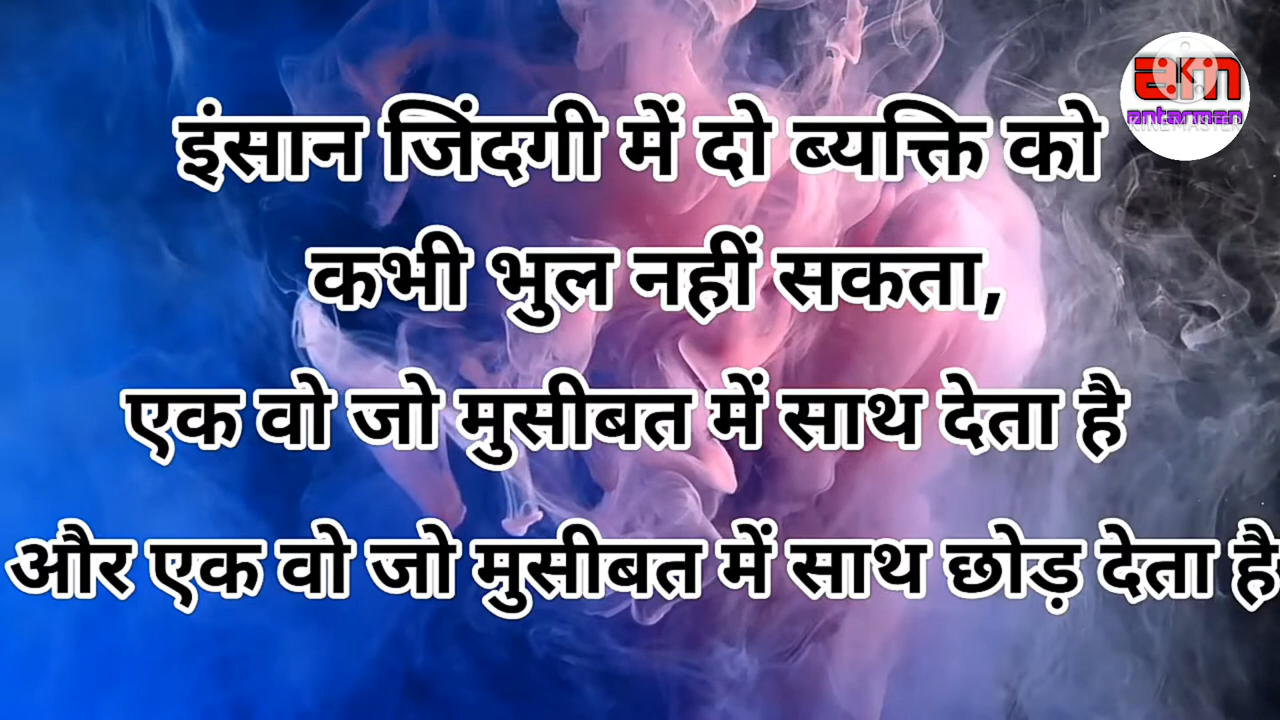 इंसान जिंदगी में दो ब्यक्ति को
कभी भुल नहीं सकता,
एक वो जो मुसीबत में साथ देता है
और एक वो जो मुसीबत में साथ छोड़ देता है